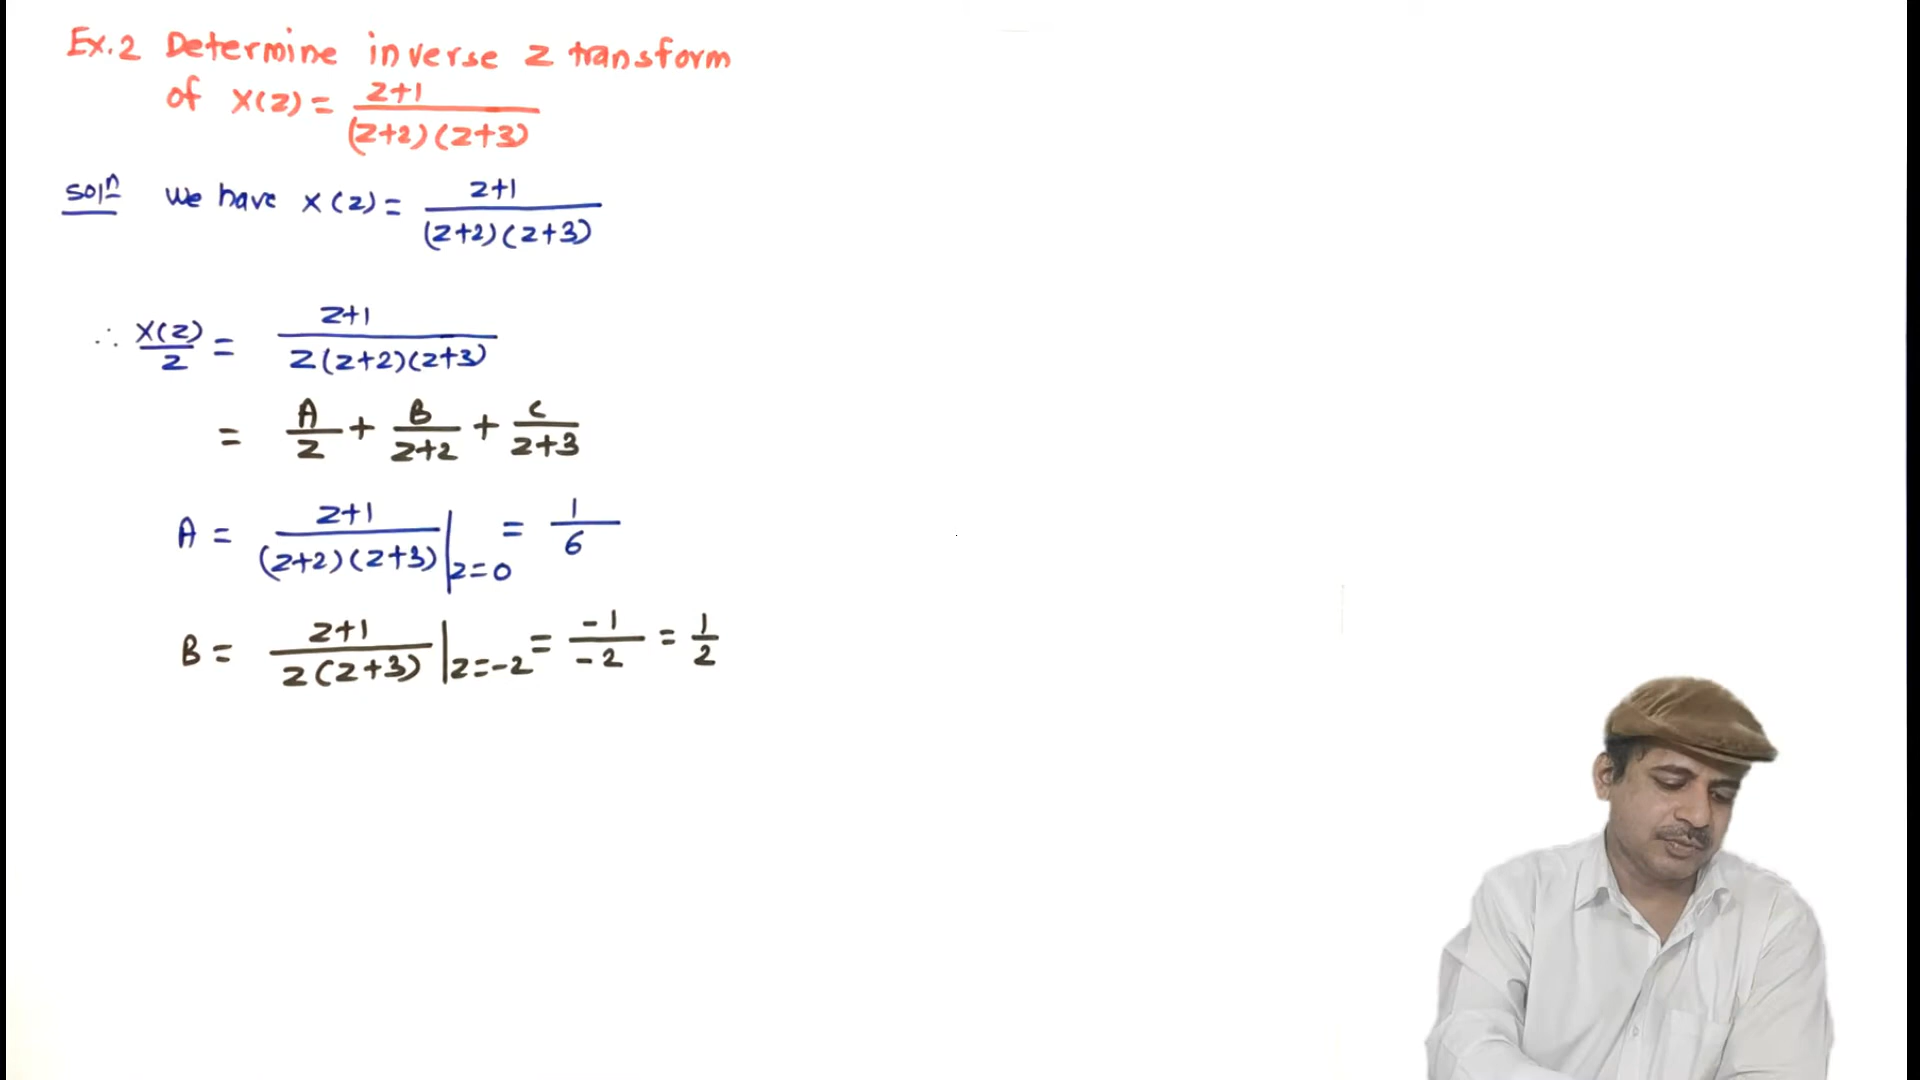 Ex.2 Determine inverse z transform
of X(z) = z+1 / (z+2)(z+3)
solⁿ We have X(z) = z+1 / (z+2)(z+3)
∴ X(z)/z = z+1 / z(z+2)(z+3)
= A/z + B/z+2 + C/z+3
A = z+1 / (z+2)(z+3) |z=0 = 1/6
B = z+1 / z(z+3) |z=-2 = -1/-2 = 1/2